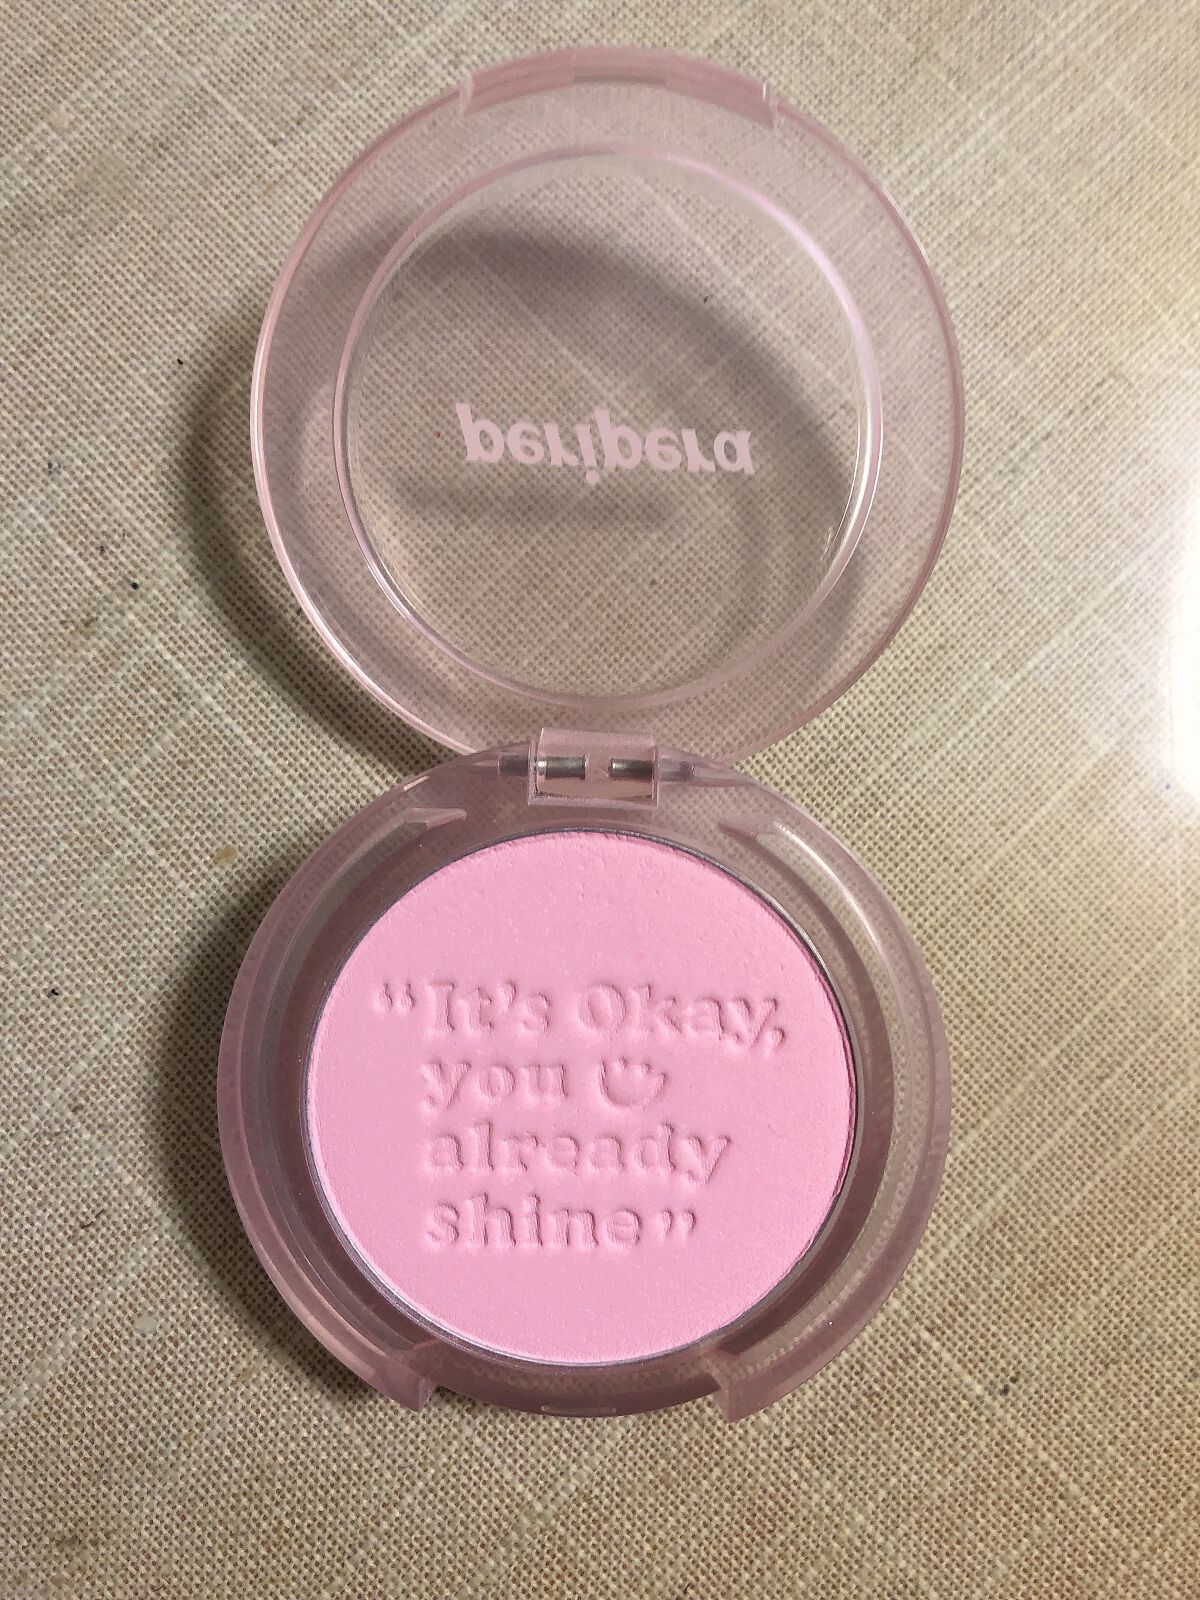 peripera
“It's Okay,
you
already
shine”